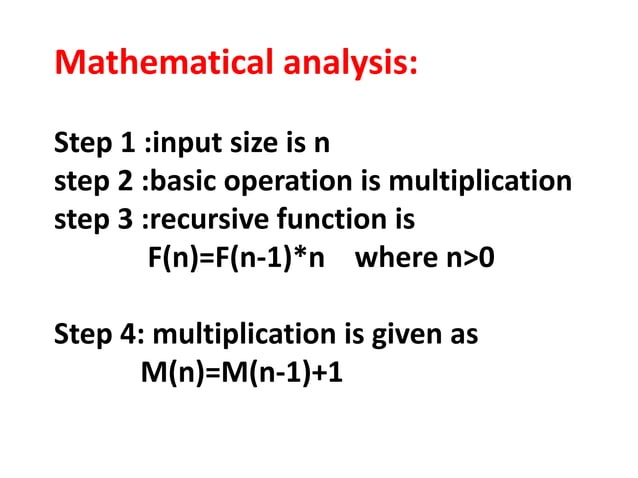 Mathematical analysis:
Step 1 :input size is n
step 2 :basic operation is multiplication
step 3 :recursive function is
F(n)=F(n-1)*n where n>0
Step 4: multiplication is given as
M(n)=M(n-1)+1